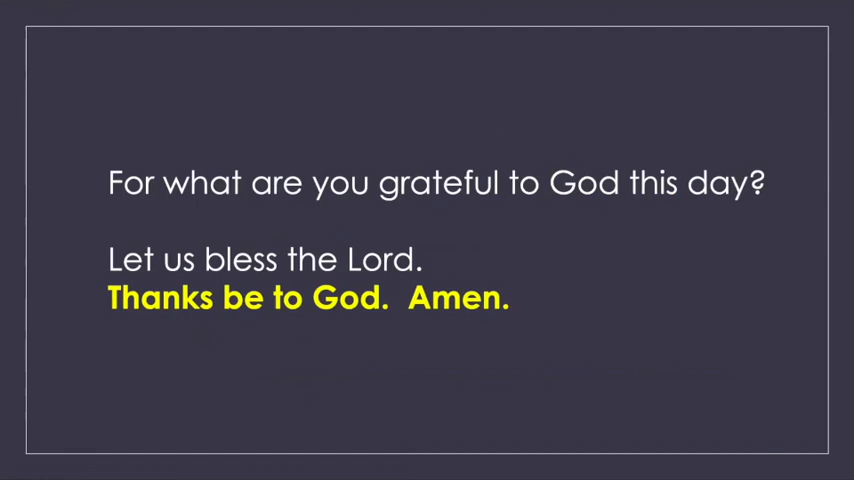 For what are you grateful to God this day?
Let us bless the Lord.
Thanks be to God.  Amen.